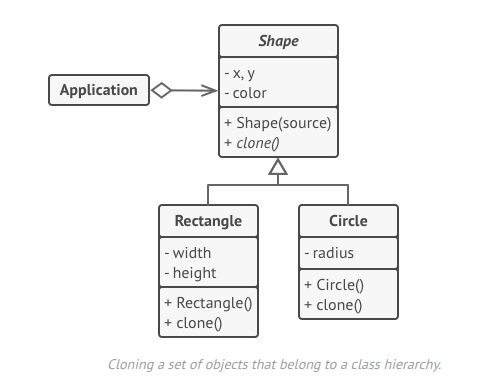 Shape
- x, y
- color
+ Shape(source)
+ clone()
Application
Rectangle
- width
- height
+ Rectangle()
+ clone()
Circle
- radius
+ Circle()
+ clone()
Cloning a set of objects that belong to a class hierarchy.